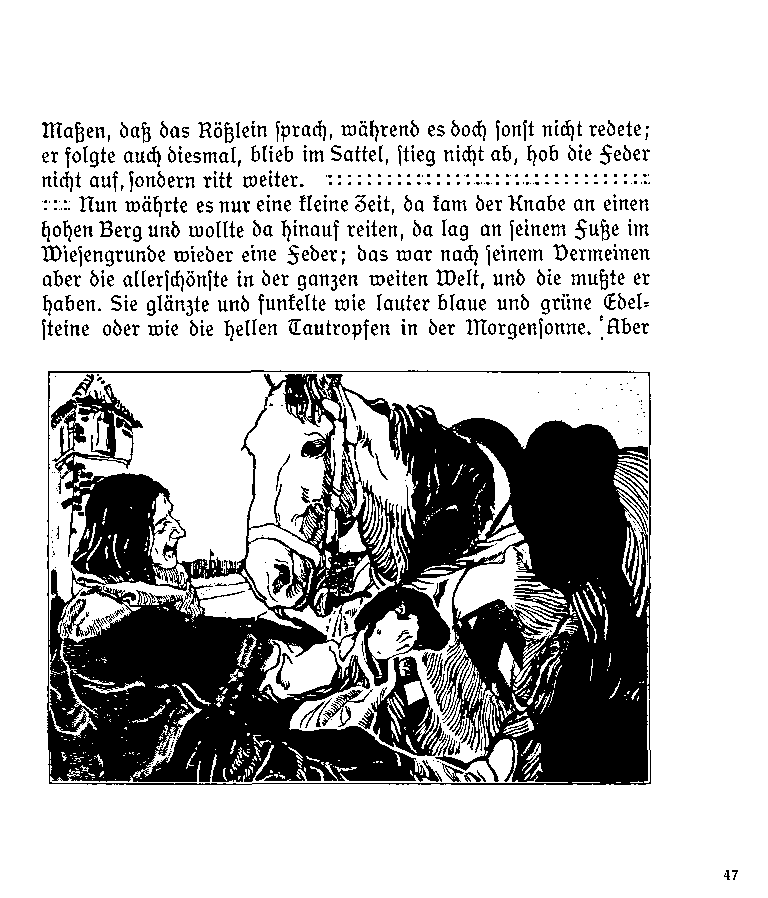 Maßen, daß das Rößlein sprach, während es doch sonst nicht redete;
er folgte auch diesmal, blieb im Sattel, stieg nicht ab, hob die Feder
nicht auf, sondern ritt weiter.
Nun währte es nur eine kleine Zeit, da kam der Knabe an einen
hohen Berg und wollte da hinauf reiten, da lag an seinem Fuße im
Wiesengrunde wieder eine Feder; das war nach seinem Vermeinen
aber die allerschönste in der ganzen weiten Welt, und die mußte er
haben. Sie glänzte und funkelte wie lauter blaue und grüne Edel-
steine oder wie die hellen Tautropfen in der Morgensonne. Aber
47